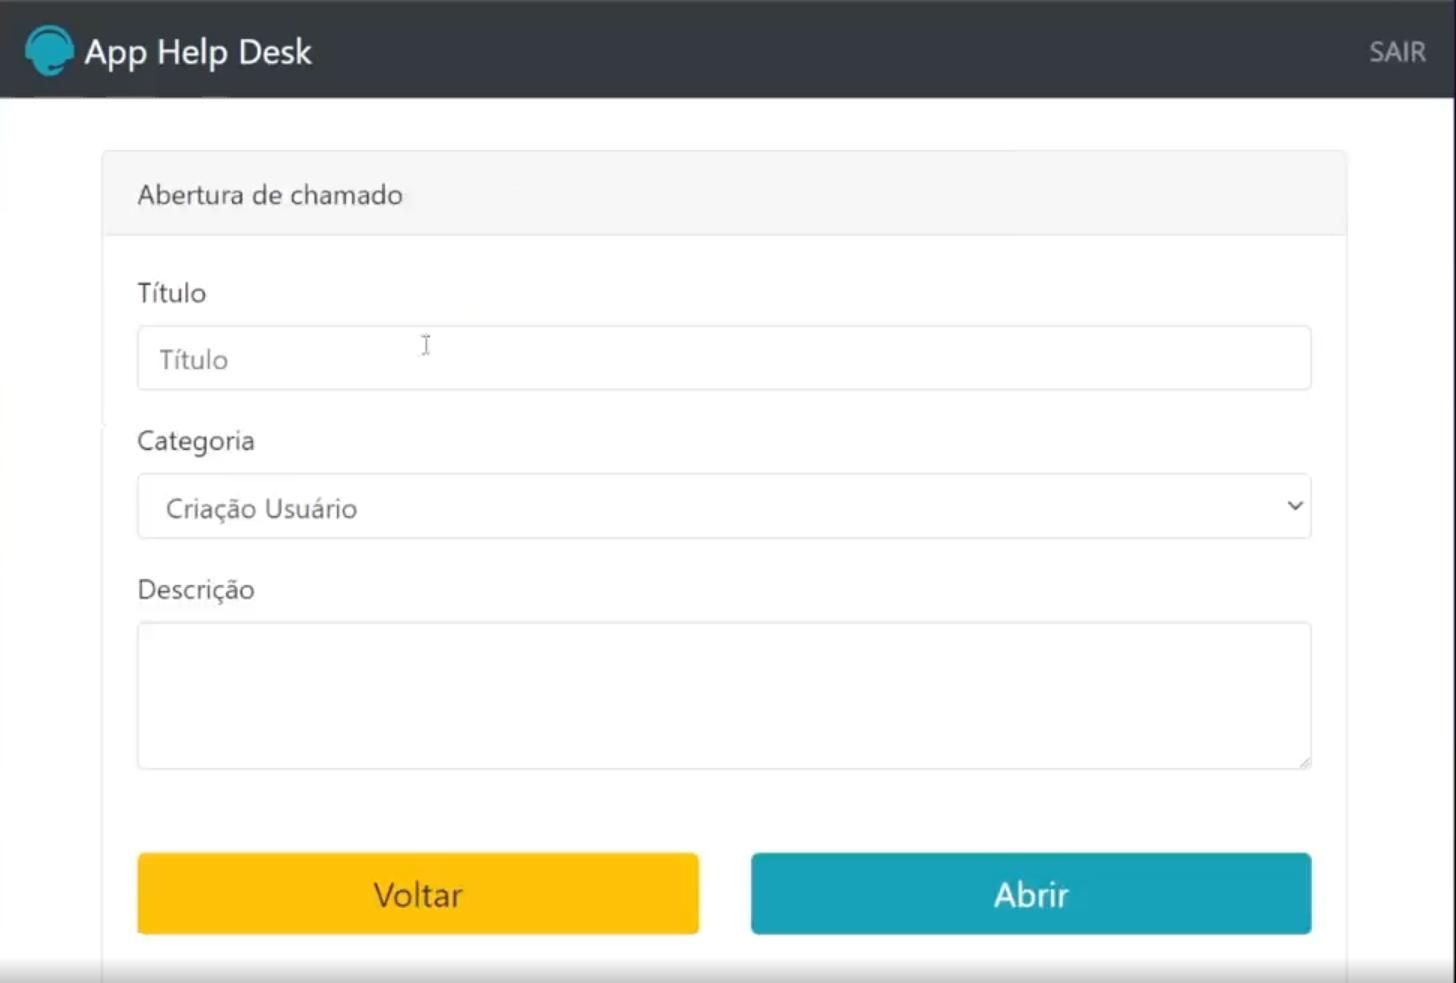 App Help Desk
SAIR
Abertura de chamado
Título
Título
Categoria
Criação Usuário
Descrição
Voltar
Abrir